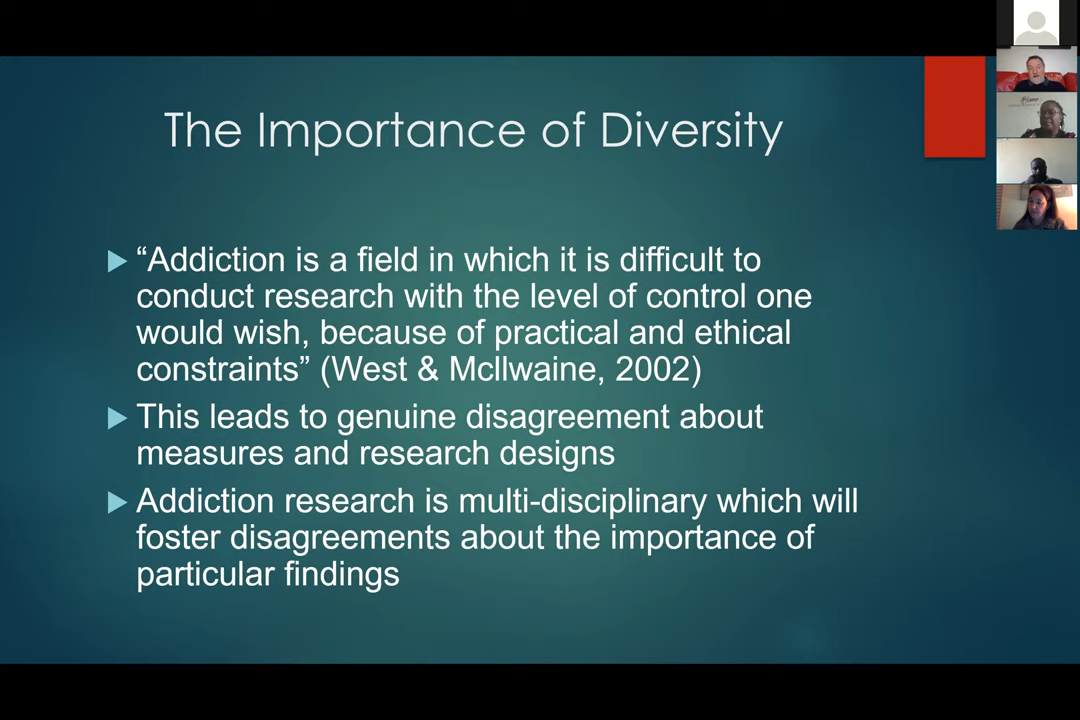 The Importance of Diversity
“Addiction is a field in which it is difficult to
conduct research with the level of control one
would wish, because of practical and ethical
constraints” (West & McIlwaine, 2002)
This leads to genuine disagreement about
measures and research designs
Addiction research is multi-disciplinary which will
foster disagreements about the importance of
particular findings